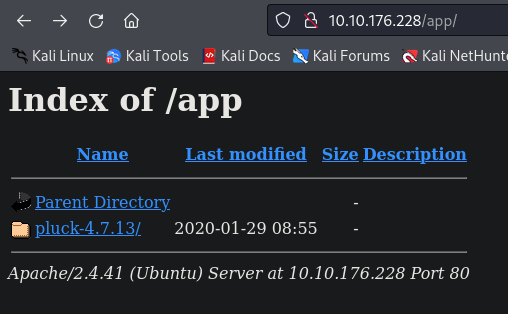 10.10.176.228/app/
Kali Linux Kali Tools Kali Docs Kali Forums Kali NetHunt
Index of /app
Name Last modified Size Description
Parent Directory -
pluck-4.7.13/ 2020-01-29 08:55 -
Apache/2.4.41 (Ubuntu) Server at 10.10.176.228 Port 80